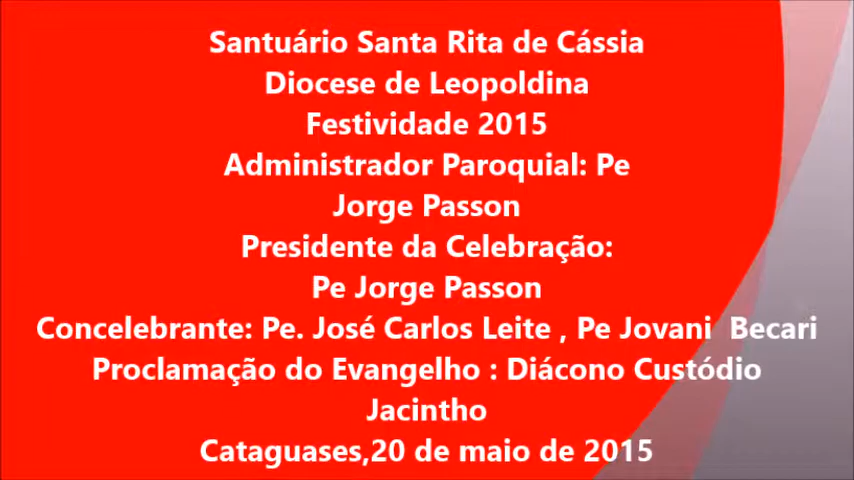 Santuário Santa Rita de Cássia
Diocese de Leopoldina
Festividade 2015
Administrador Paroquial: Pe
Jorge Passon
Presidente da Celebração:
Pe Jorge Passon
Concelebrante: Pe. José Carlos Leite , Pe Jovani  Becari
Proclamação do Evangelho : Diácono Custódio
Jacintho
Cataguases,20 de maio de 2015